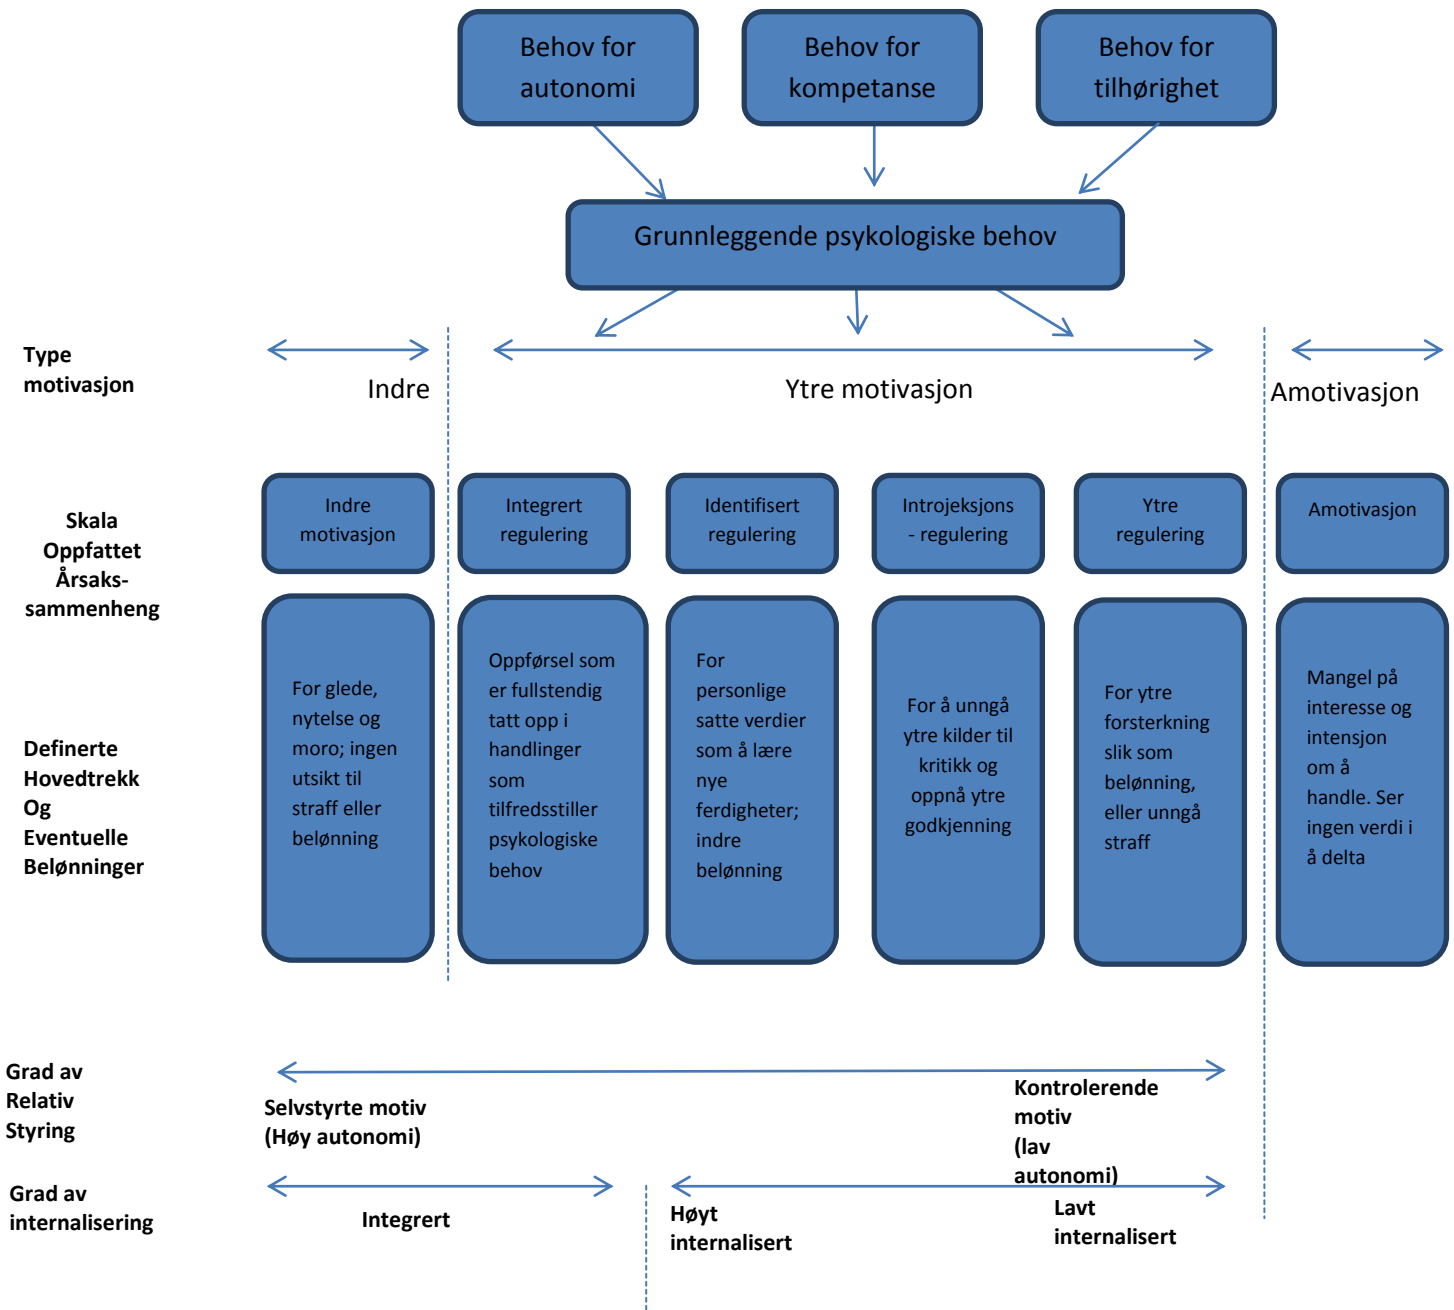 Behov for
autonomi
Behov for
kompetanse
Behov for
tilhørighet
Grunnleggende psykologiske behov
Type
motivasjon
Indre
Ytre motivasjon
Amotivasjon
Skala
Oppfattet
Årsaks-
sammenheng
Indre
motivasjon
Integrert
regulering
Identifisert
regulering
Introjeksjons
- regulering
Ytre
regulering
Amotivasjon
Definerte
Hovedtrekk
Og
Eventuelle
Belønninger
For glede,
nytelse og
moro; ingen
utsikt til
straff eller
belønning
Oppførsel som
er fullstendig
tatt opp i
handlinger
som
tilfredsstiller
psykologiske
behov
For
personlige
satte verdier
som å lære
nye
ferdigheter;
indre
belønning
For å unngå
ytre kilder til
kritikk og
oppnå ytre
godkjenning
For ytre
forsterkning
slik som
belønning,
eller unngå
straff
Mangel på
interesse og
intensjon
om å
handle. Ser
ingen verdi i
å delta
Grad av
Relativ
Styring
Selvstyrte motiv
(Høy autonomi)
Kontrolerende
motiv
(lav
autonomi)
Grad av
internalisering
Integrert
Høyt
internalisert
Lavt
internalisert